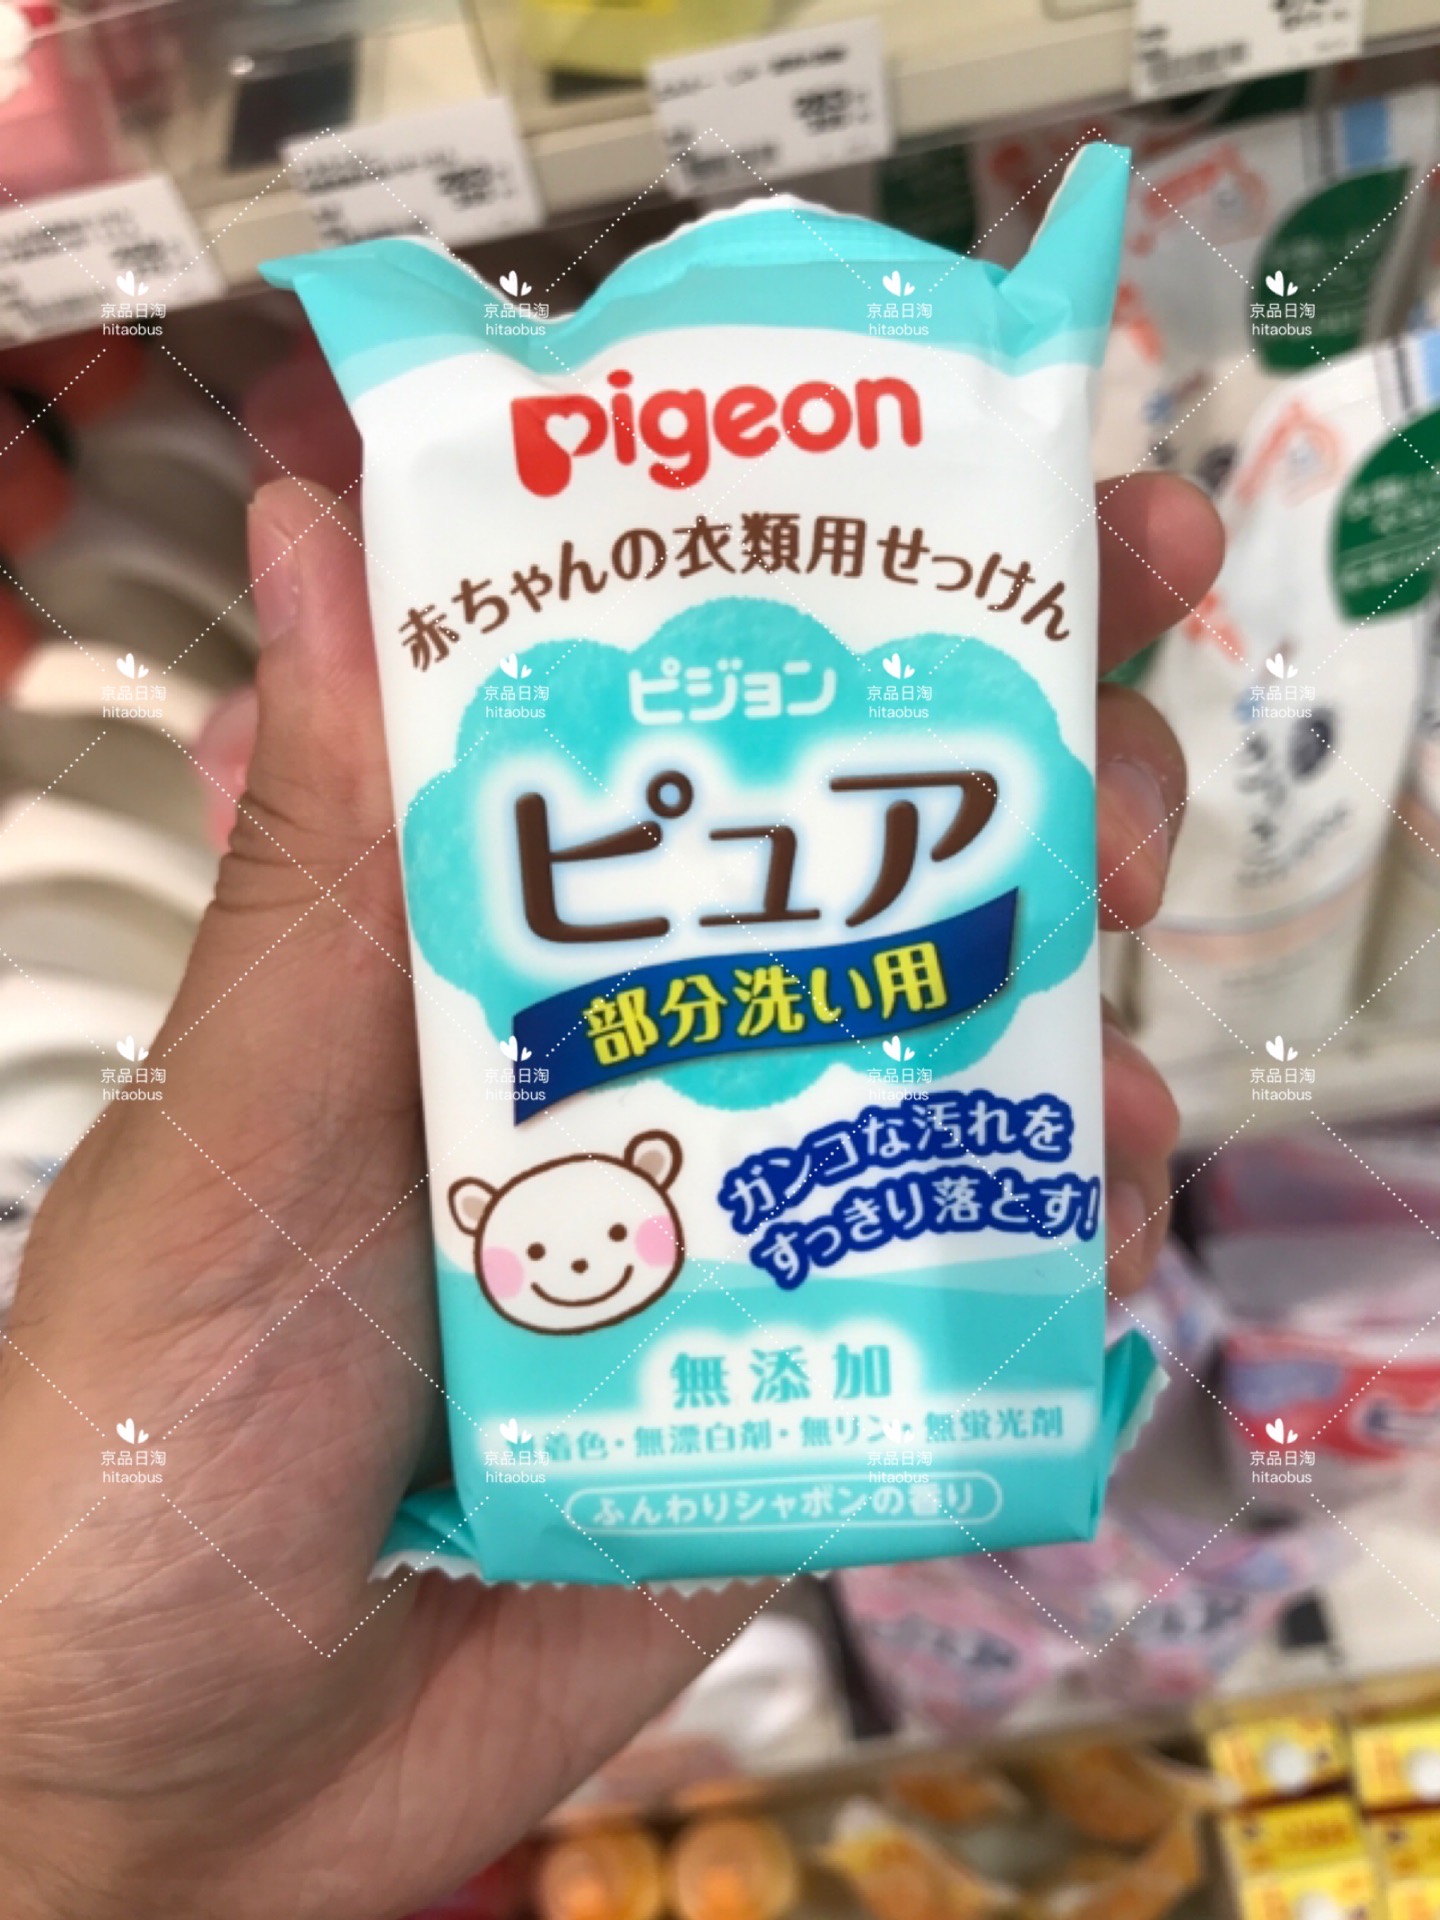 pigeon
赤ちゃんの衣類用せっけん
ピジョン
ピュア
部分洗い用
ガンコな汚れを
すっきり落とす!
無添加
着色・無漂白剤・無リン・無蛍光剤
ふんわりシャボンの香り
京品日淘
hitaobus